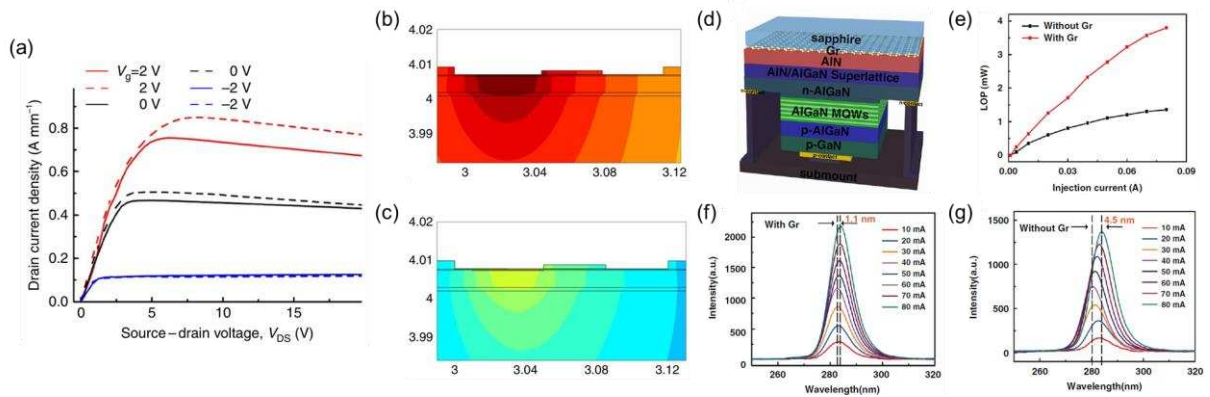 (a)
Drain current density (A mm⁻¹)
0.8
0.6
0.4
0.2
0.0
Vg=2 V
2 V
0 V
0 V
−2 V
−2 V
0
5
10
15
Source–drain voltage, VDS (V)
(b)
4.02
4.01
4
3.99
3
3.04
3.08
3.12
(c)
4.02
4.01
4
3.99
3
3.04
3.08
3.12
(d)
sapphire
Gr
AlN
AlN/AlGaN Superlattice
n-AlGaN
AlGaN MQWs
p-AlGaN
p-GaN
p-contact
submount
(e)
LOP (mW)
4
3
2
1
0
Without Gr
With Gr
0.00
0.03
0.06
0.09
Injection current (A)
(f)
Intensity(a.u.)
2000
1500
1000
500
0
With Gr
1.1 nm
10 mA
20 mA
30 mA
40 mA
50 mA
60 mA
70 mA
80 mA
260
280
300
320
Wavelength(nm)
(g)
Intensity(a.u.)
1500
1000
500
0
Without Gr
4.5 nm
10 mA
20 mA
30 mA
40 mA
50 mA
60 mA
70 mA
80 mA
260
280
300
320
Wavelength(nm)